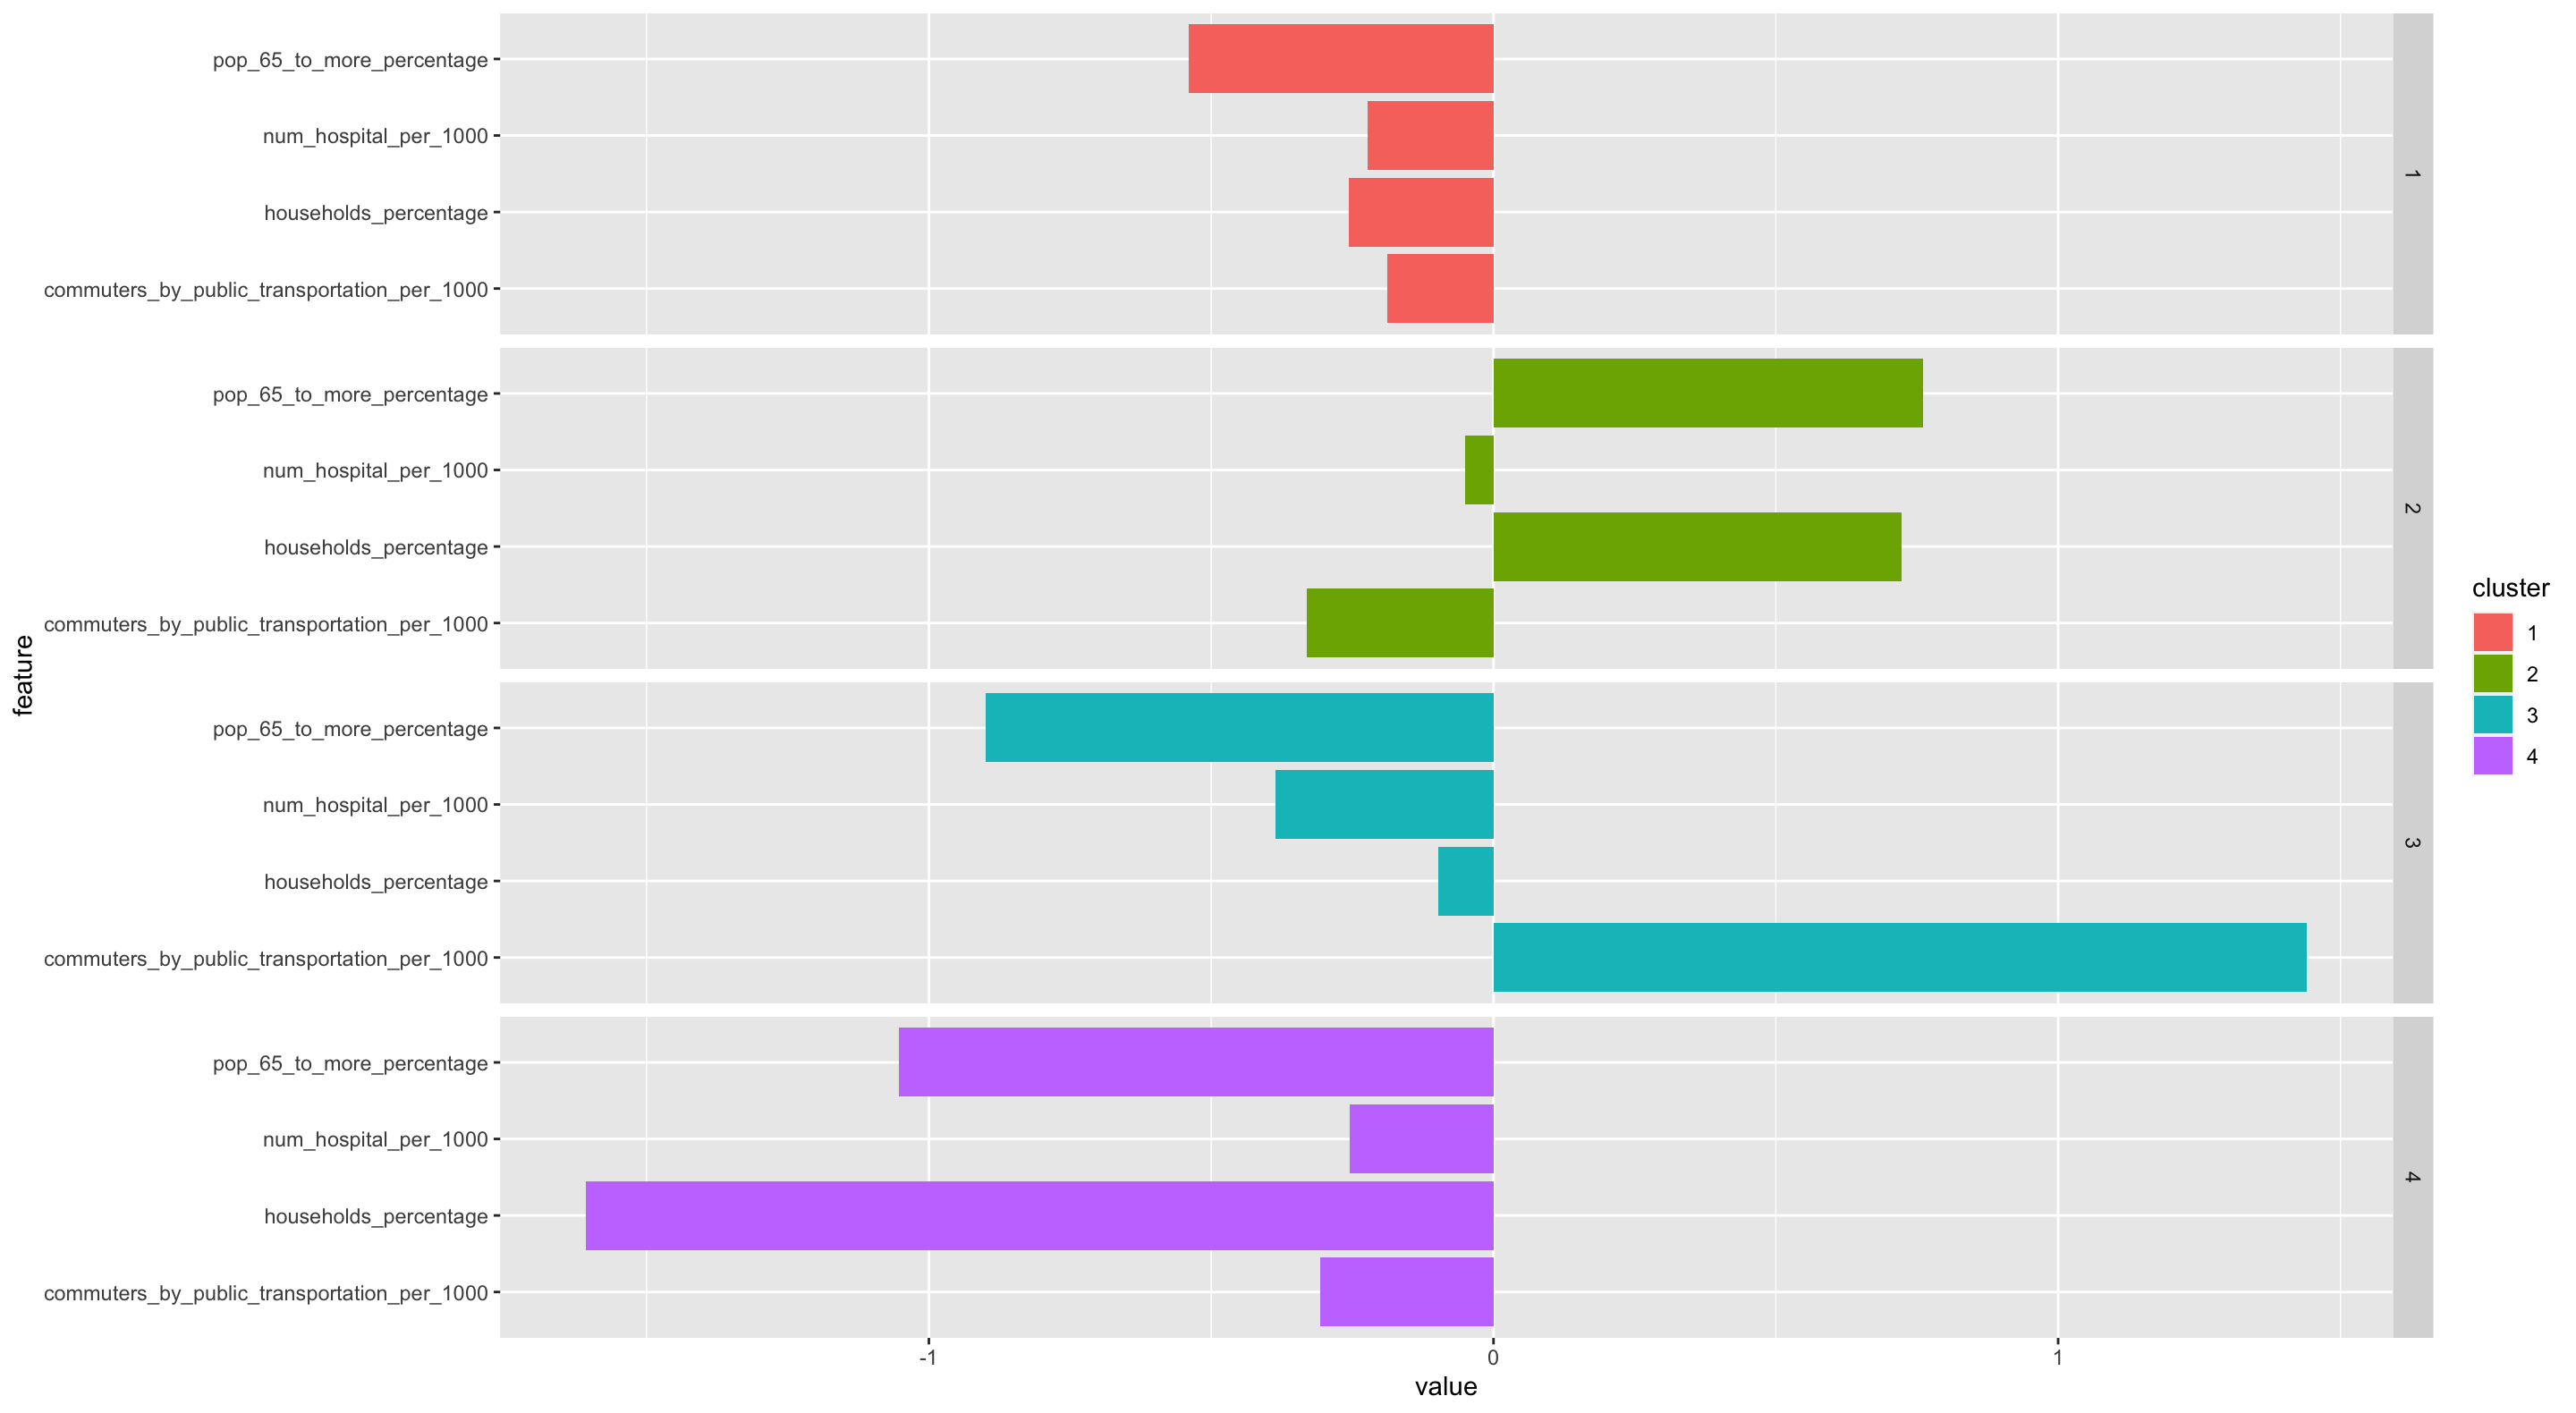 pop_65_to_more_percentage
num_hospital_per_1000
households_percentage
commuters_by_public_transportation_per_1000
1
pop_65_to_more_percentage
num_hospital_per_1000
households_percentage
commuters_by_public_transportation_per_1000
2
pop_65_to_more_percentage
num_hospital_per_1000
households_percentage
commuters_by_public_transportation_per_1000
3
pop_65_to_more_percentage
num_hospital_per_1000
households_percentage
commuters_by_public_transportation_per_1000
4
feature
-1
0
1
value
cluster
1
2
3
4